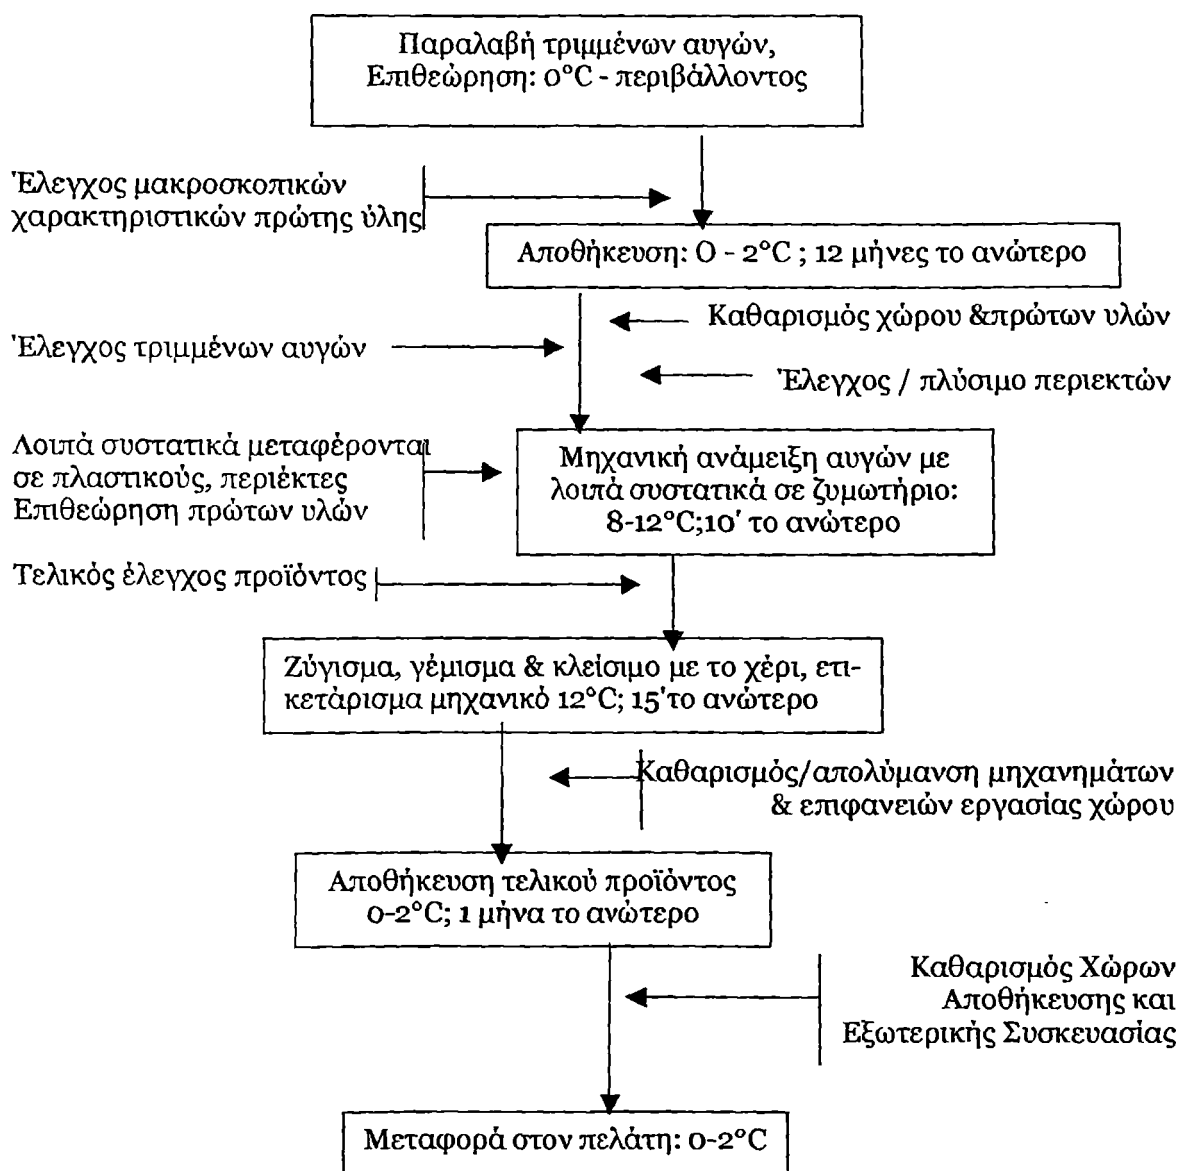 Παραλαβή τριμμένων αυγών,
Επιθεώρηση: 0°C - περιβάλλοντος
Έλεγχος μακροσκοπικών
χαρακτηριστικών πρώτης ύλης
Αποθήκευση: Ο - 2°C ; 12 μήνες το ανώτερο
Καθαρισμός χώρου &πρώτων υλών
Έλεγχος τριμμένων αυγών
Έλεγχος / πλύσιμο περιεκτών
Λοιπά συστατικά μεταφέρονται
σε πλαστικούς, περιέκτες
Επιθεώρηση πρώτων υλών
Μηχανική ανάμειξη αυγών με
λοιπά συστατικά σε ζυμωτήριο:
8-12°C;10' το ανώτερο
Τελικός έλεγχος προϊόντος
Ζύγισμα, γέμισμα & κλείσιμο με το χέρι, ετι-
κετάρισμα μηχανικό 12°C; 15'το ανώτερο
Καθαρισμός/απολύμανση μηχανημάτων
& επιφανειών εργασίας χώρου
Αποθήκευση τελικού προϊόντος
0-2°C; 1 μήνα το ανώτερο
Καθαρισμός Χώρων
Αποθήκευσης και
Εξωτερικής Συσκευασίας
Μεταφορά στον πελάτη: 0-2°C